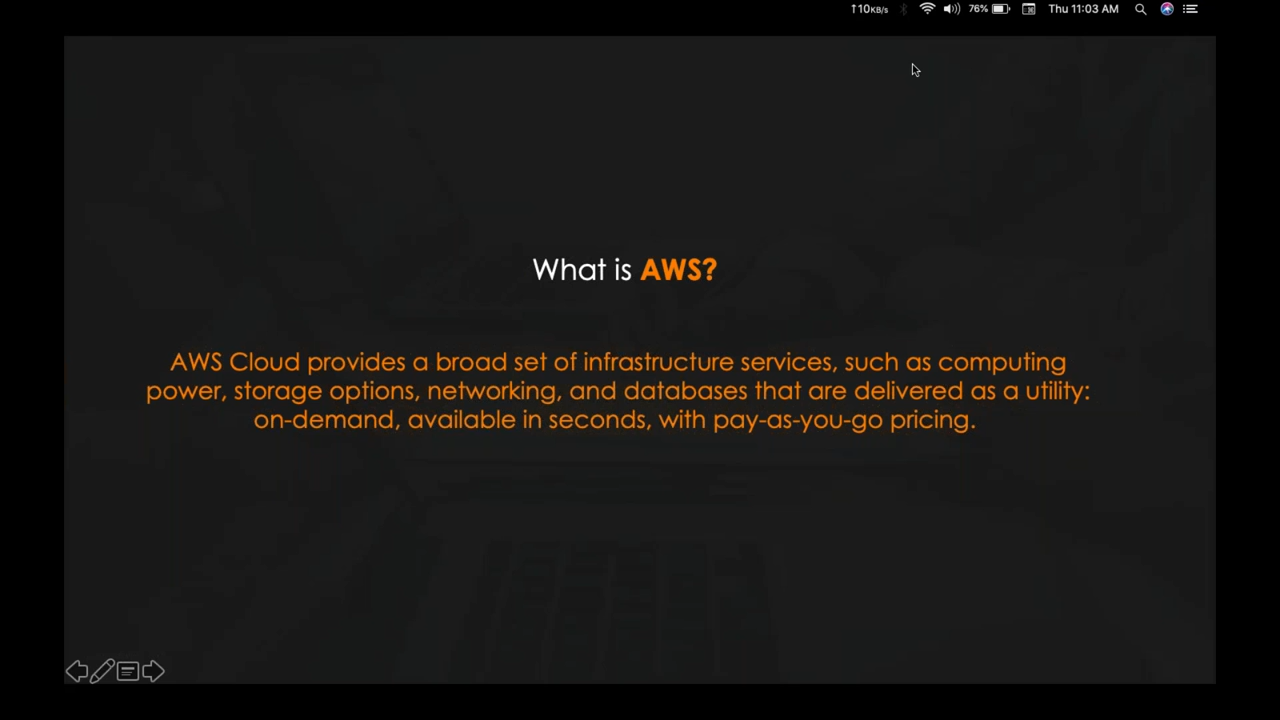 ↑10KB/s 76% Thu 11:03 AM
What is AWS?
AWS Cloud provides a broad set of infrastructure services, such as computing
power, storage options, networking, and databases that are delivered as a utility:
on-demand, available in seconds, with pay-as-you-go pricing.